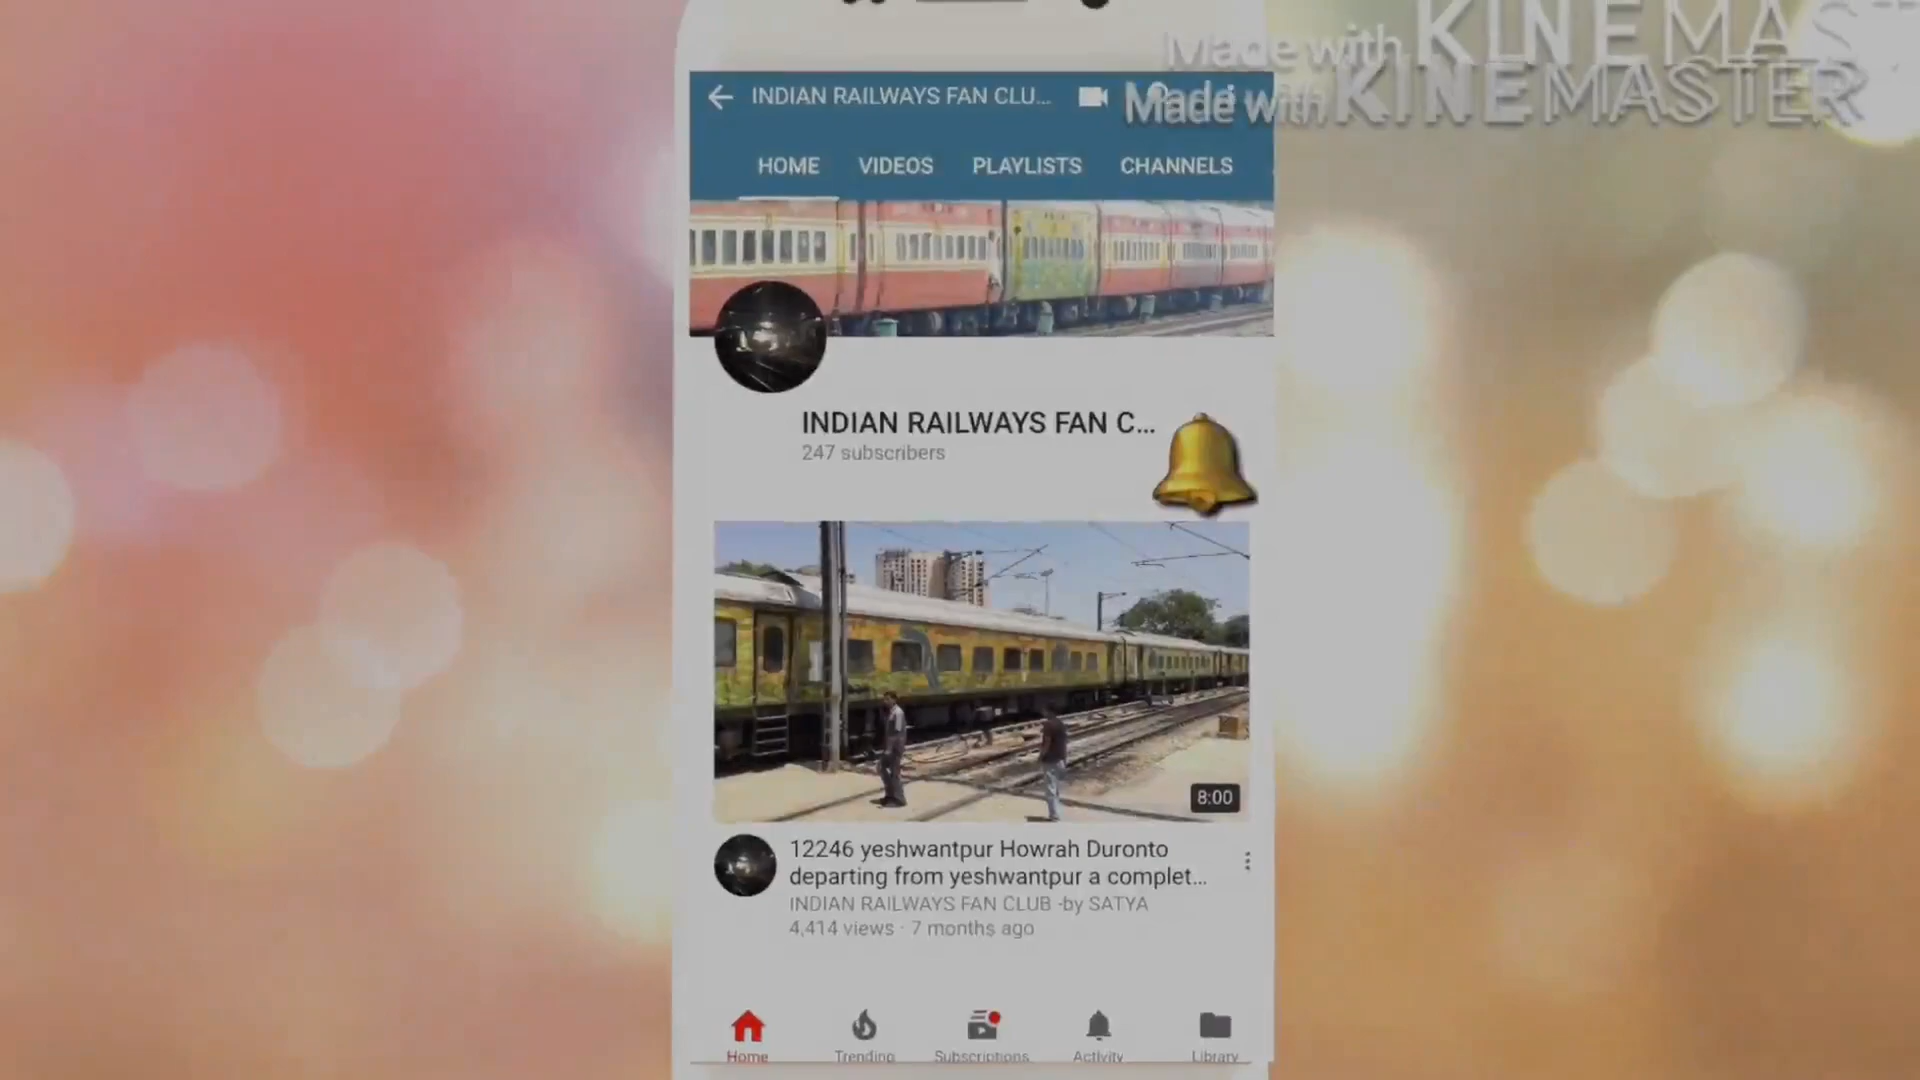 Made with KINEMAS
Made with KINEMASTER
INDIAN RAILWAYS FAN CLU...
HOME VIDEOS PLAYLISTS CHANNELS
INDIAN RAILWAYS FAN C...
247 subscribers
8:00
12246 yeshwantpur Howrah Duronto
departing from yeshwantpur a complet...
INDIAN RAILWAYS FAN CLUB -by SATYA
4,414 views · 7 months ago
Home Trending Subscriptions Activity Library